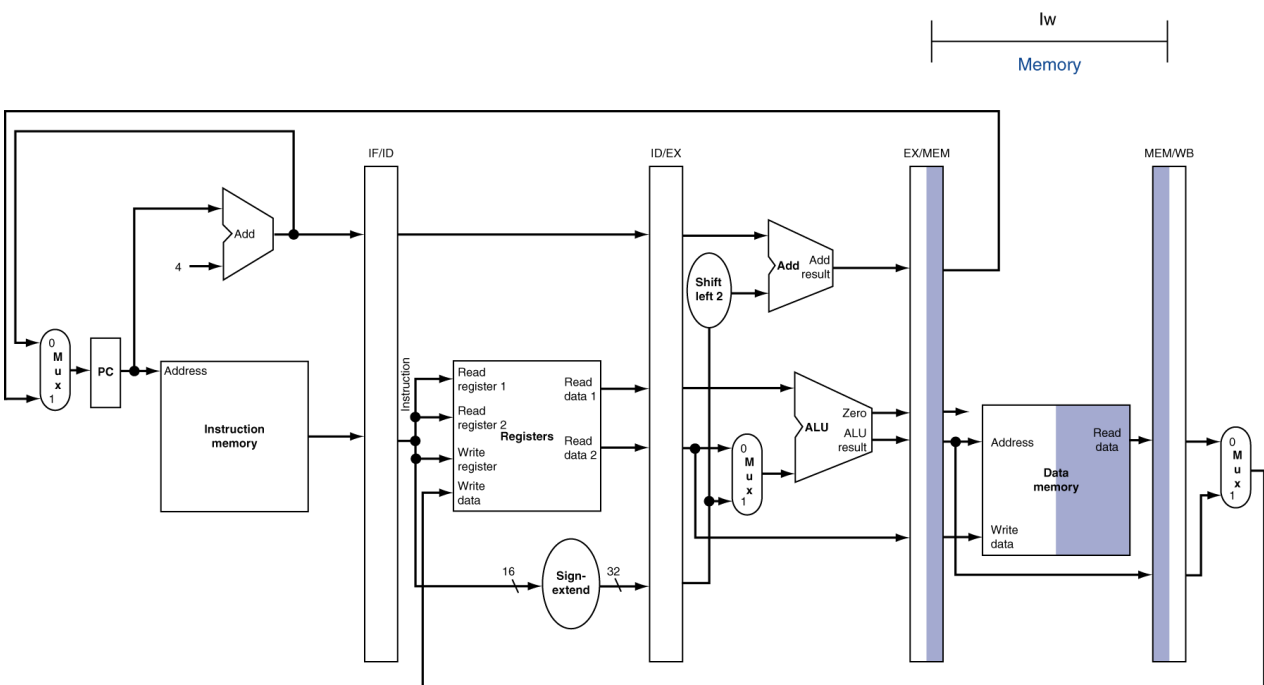 lw
Memory
IF/ID
ID/EX
EX/MEM
MEM/WB
Add
4
Add
Add
result
Shift
left 2
0
M
u
x
1
PC
Address
Instruction
memory
Instruction
Read
register 1
Read
register 2
Registers
Write
register
Write
data
Read
data 1
Read
data 2
16
Sign-
extend
32
0
M
u
x
1
ALU
Zero
ALU
result
Address
Read
data
Data
memory
Write
data
0
M
u
x
1